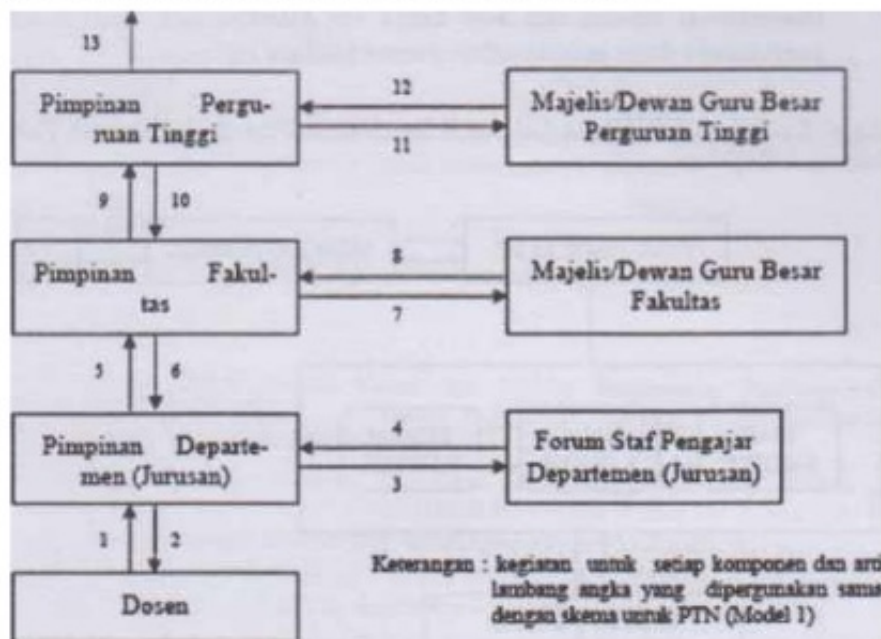 13
Pimpinan Pergu-
ruan Tinggi
12
11
Majelis/Dewan Guru Besar
Perguruan Tinggi
9
10
Pimpinan Fakul-
tas
8
7
Majelis/Dewan Guru Besar
Fakultas
5
6
Pimpinan Departe-
men (Jurusan)
4
3
Forum Staf Pengajar
Departemen (Jurusan)
1
2
Dosen
Keterangan : kegiatan untuk setiap komponen dan arti
lambang angka yang dipergunakan sama
dengan skema untuk PTN (Model 1)